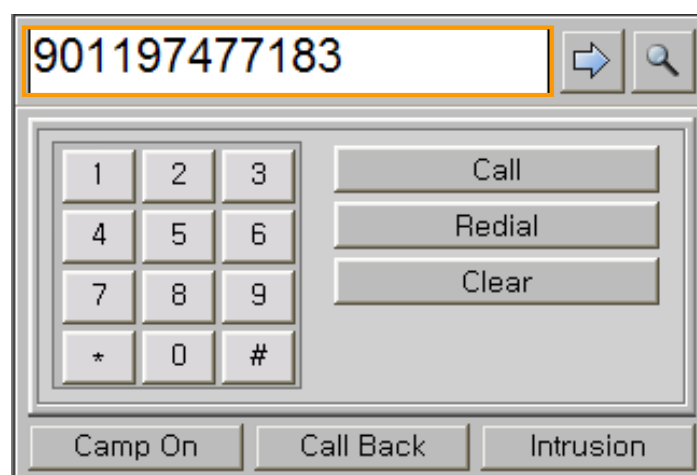 901197477183
1 2 3 Call
4 5 6 Redial
7 8 9 Clear
* 0 #
Camp On Call Back Intrusion